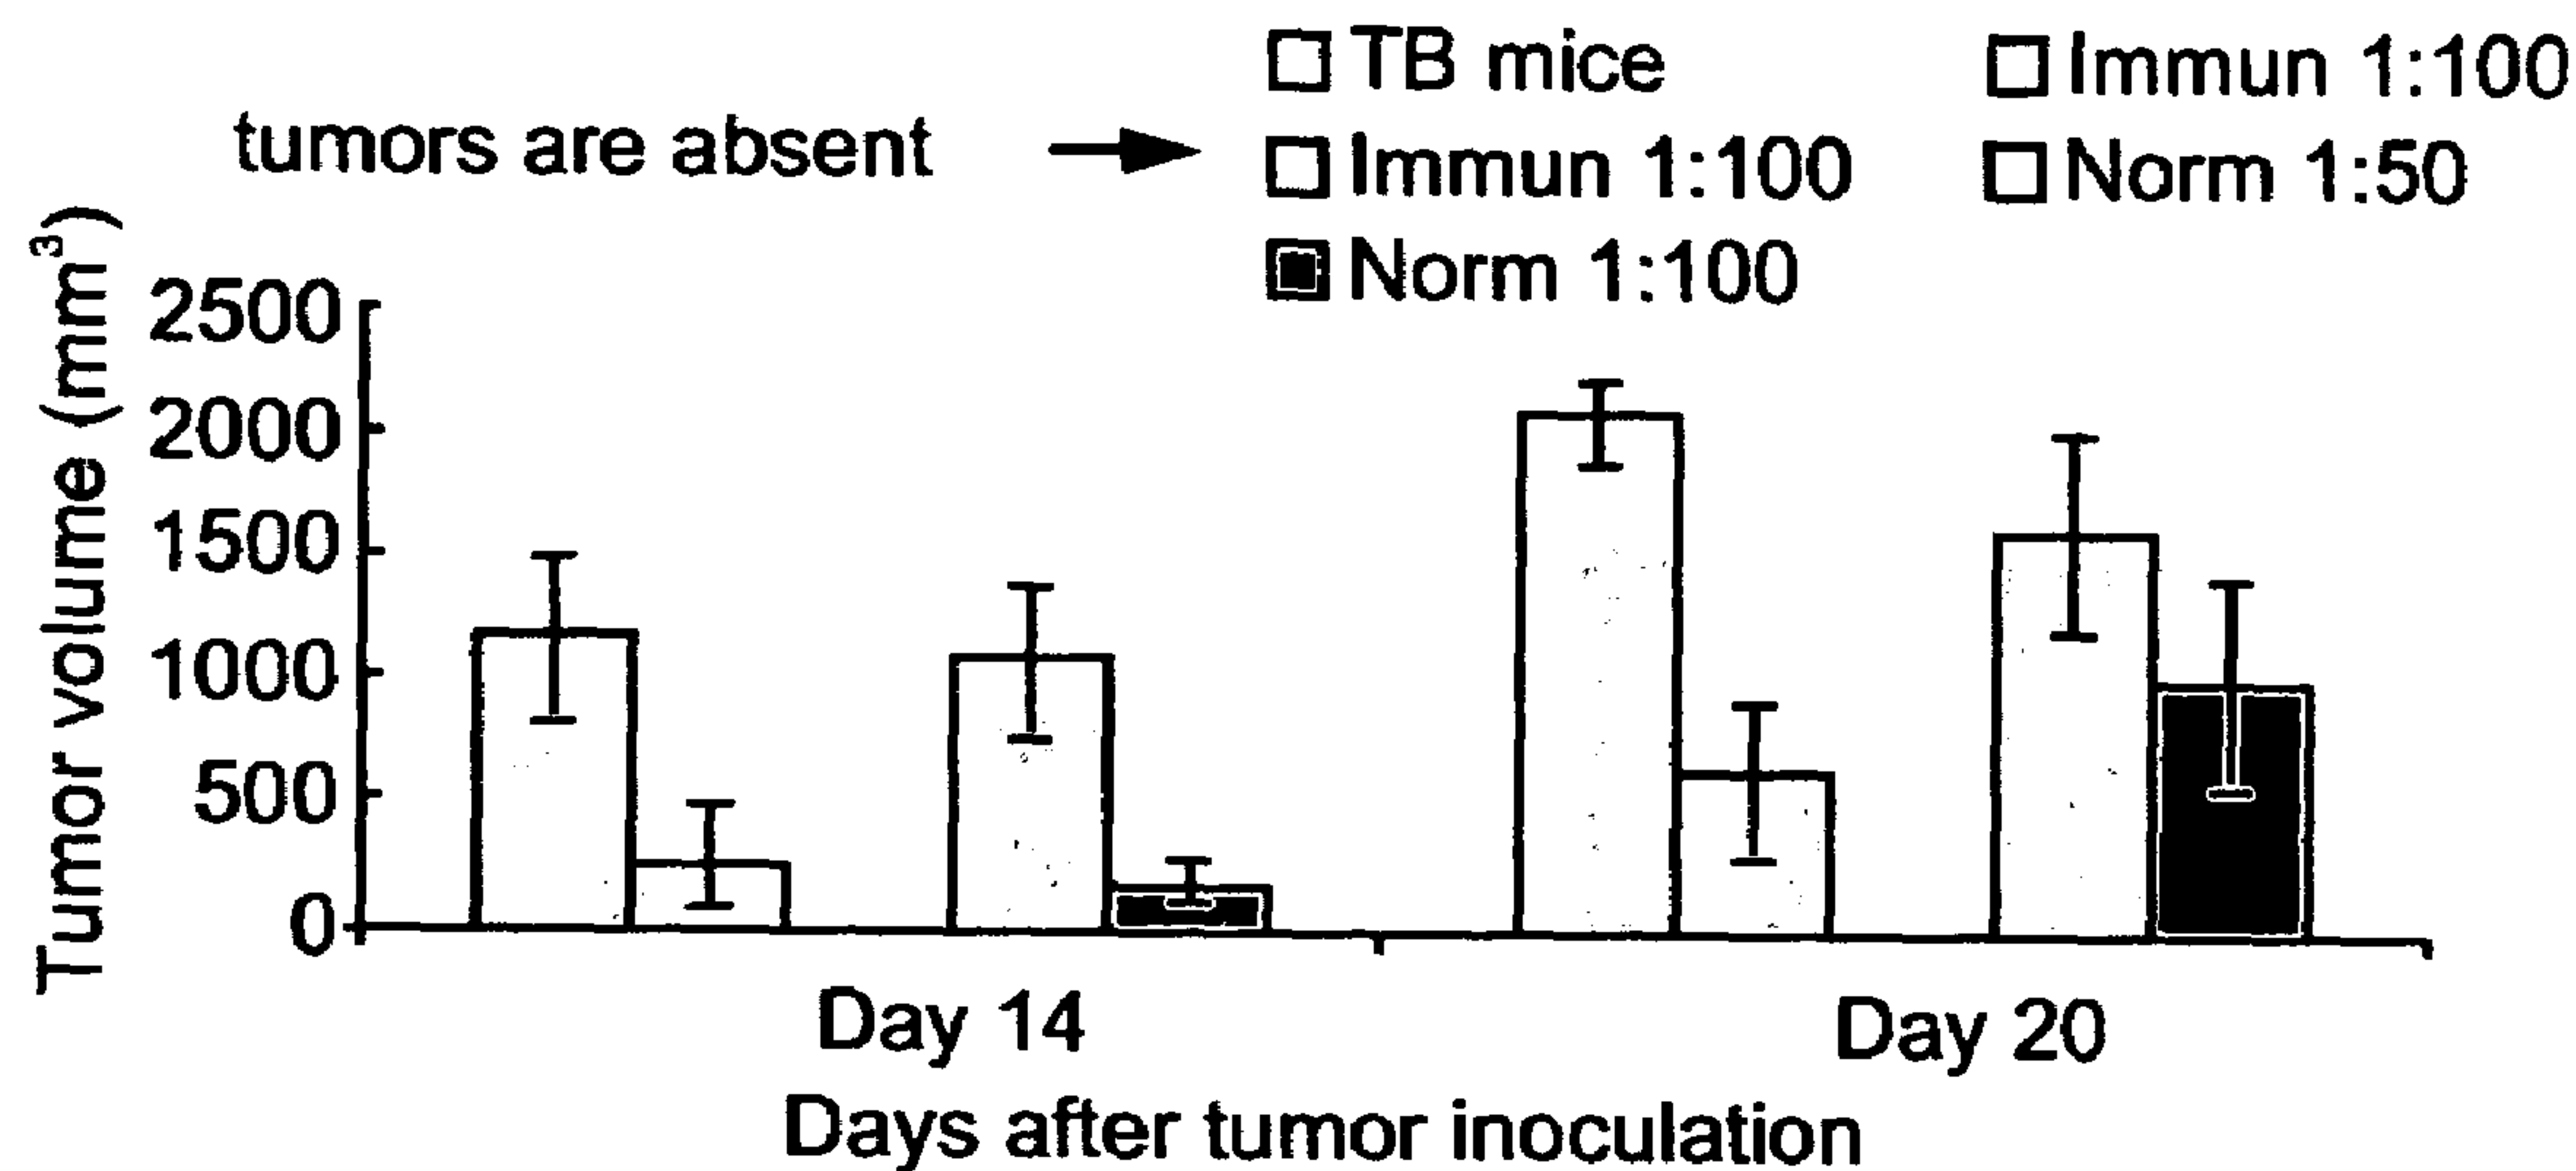 TB mice Immun 1:100
tumors are absent Immun 1:100 Norm 1:50
Norm 1:100
Tumor volume (mm³)
2500
2000
1500
1000
500
0
Day 14 Day 20
Days after tumor inoculation